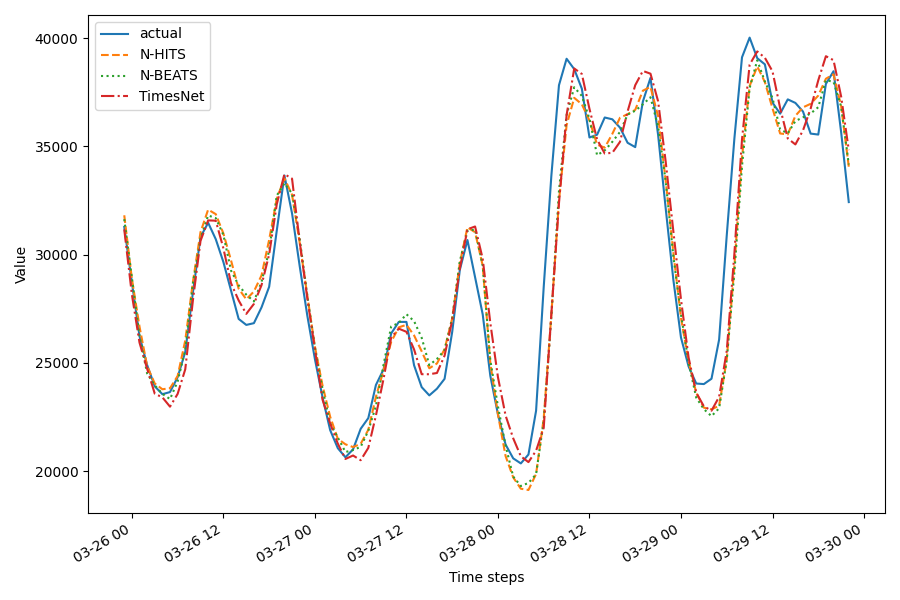 actual
N-HITS
N-BEATS
TimesNet
40000
35000
30000
25000
20000
Value
03-26 00
03-26 12
03-27 00
03-27 12
03-28 00
03-28 12
03-29 00
03-29 12
03-30 00
Time steps